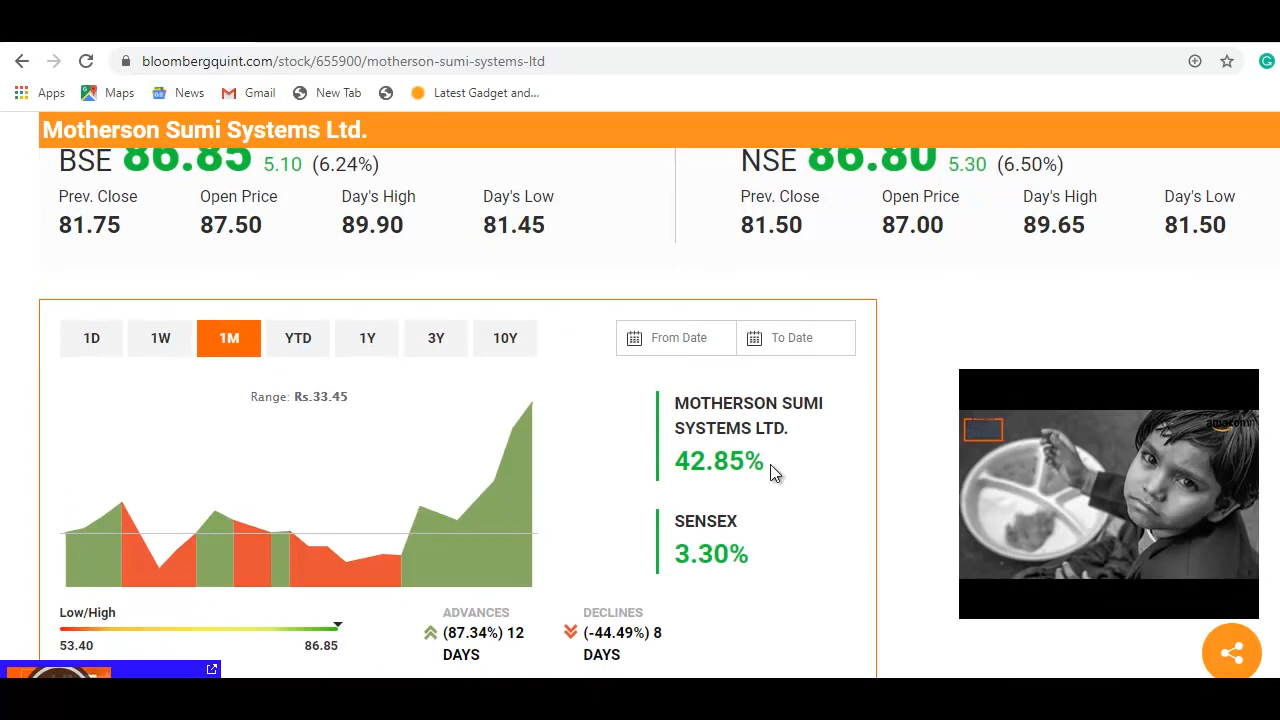 bloombergquint.com/stock/655900/motherson-sumi-systems-ltd
Apps Maps News Gmail New Tab Latest Gadget and...
Motherson Sumi Systems Ltd.
BSE 86.85 5.10 (6.24%)
Prev. Close Open Price Day's High Day's Low
81.75 87.50 89.90 81.45
NSE 86.80 5.30 (6.50%)
Prev. Close Open Price Day's High Day's Low
81.50 87.00 89.65 81.50
1D 1W 1M YTD 1Y 3Y 10Y
From Date To Date
Range: Rs.33.45
MOTHERSON SUMI
SYSTEMS LTD.
42.85%
SENSEX
3.30%
Low/High
53.40 86.85
ADVANCES
(87.34%) 12
DAYS
DECLINES
(-44.49%) 8
DAYS
amazon